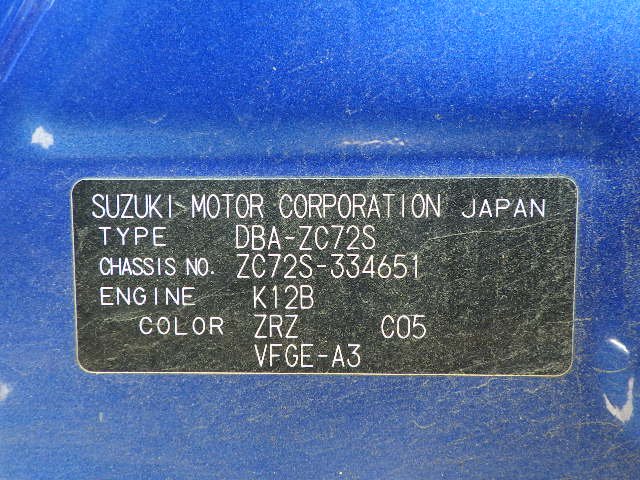 SUZUKI MOTOR CORPORATION JAPAN
TYPE DBA-ZC72S
CHASSIS NO. ZC72S-334651
ENGINE K12B
COLOR ZRZ C05
VFGE-A3